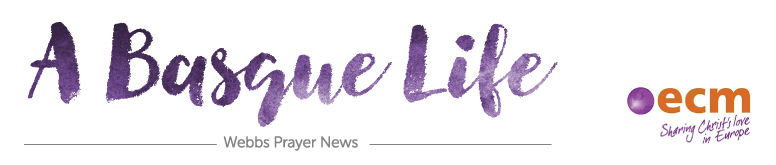 A Basque Life
Webbs Prayer News
ecm
Sharing Christ's love
in Europe